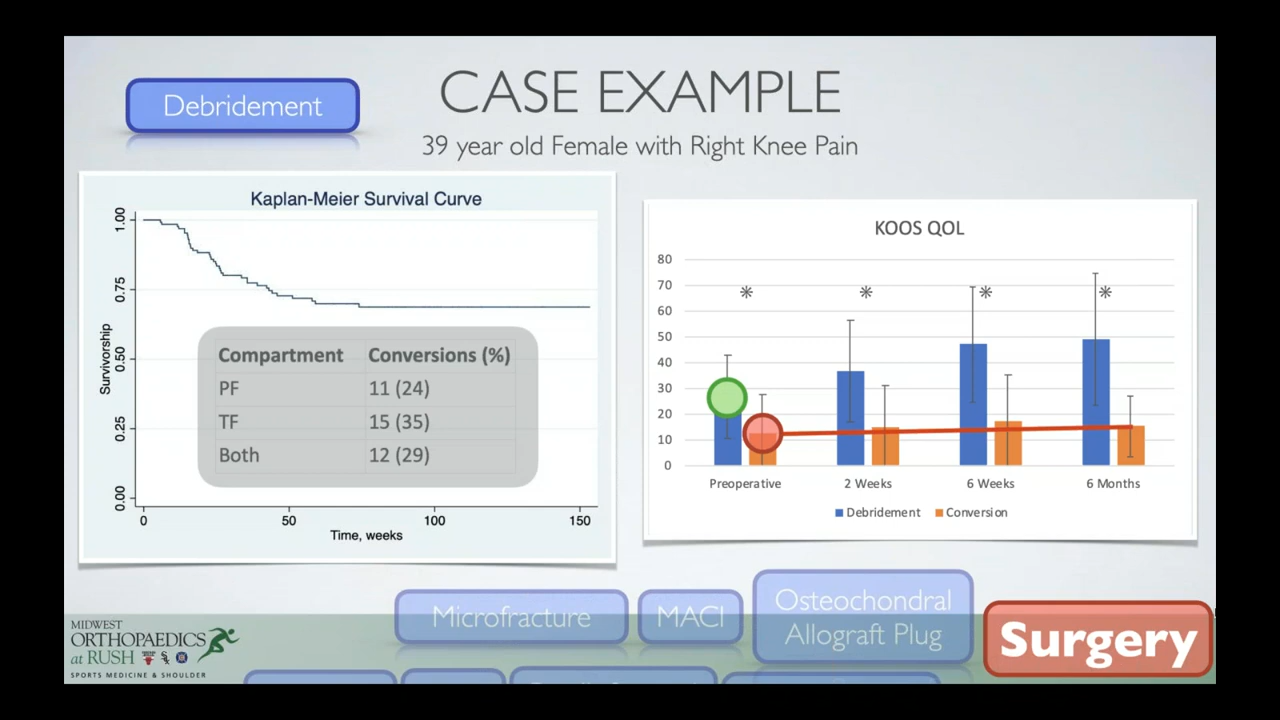 Debridement
CASE EXAMPLE
39 year old Female with Right Knee Pain
Kaplan-Meier Survival Curve
1.00
0.75
0.50
0.25
0.00
Survivorship
Compartment Conversions (%)
PF 11 (24)
TF 15 (35)
Both 12 (29)
0 50 100 150
Time, weeks
KOOS QOL
80
70
60
50
40
30
20
10
0
* * * *
Preoperative 2 Weeks 6 Weeks 6 Months
Debridement Conversion
Microfracture
MACI
Osteochondral
Allograft Plug
Surgery
MIDWEST
ORTHOPAEDICS
at RUSH
SPORTS MEDICINE & SHOULDER